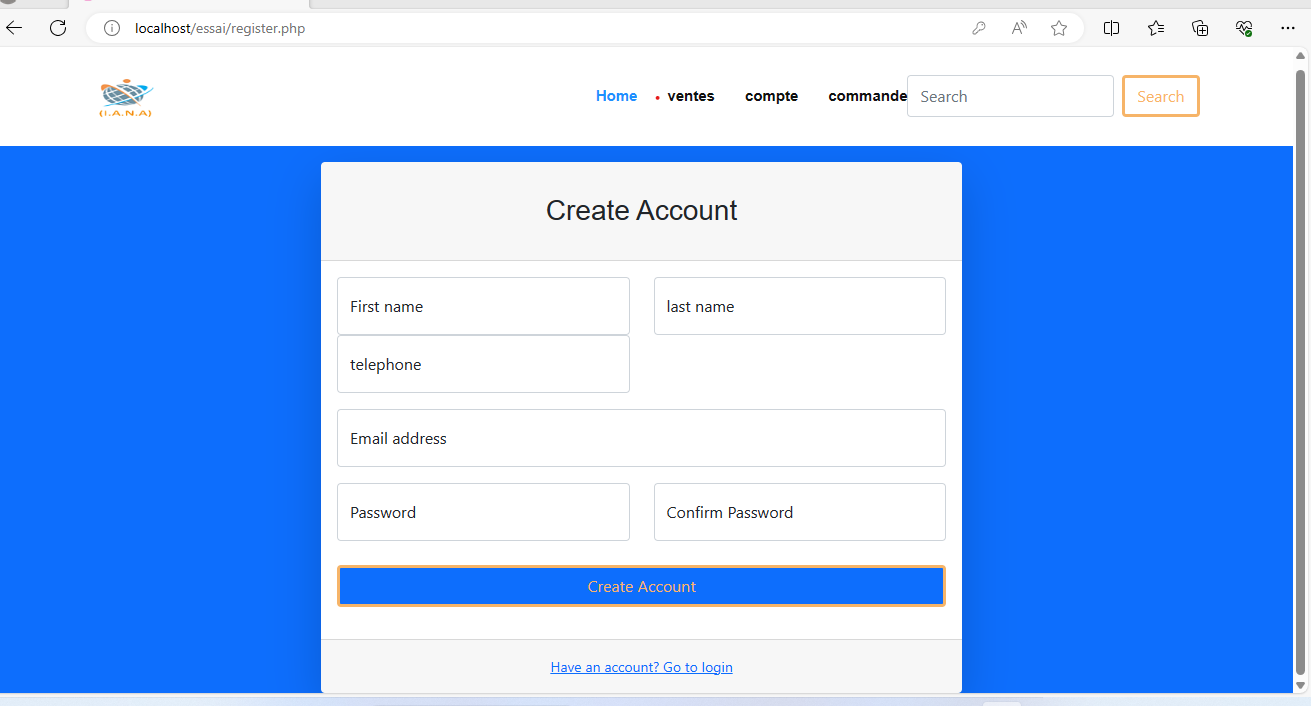 localhost/essai/register.php
(I.A.N.A)
Home • ventes compte commande Search Search
Create Account
First name last name
telephone
Email address
Password Confirm Password
Create Account
Have an account? Go to login